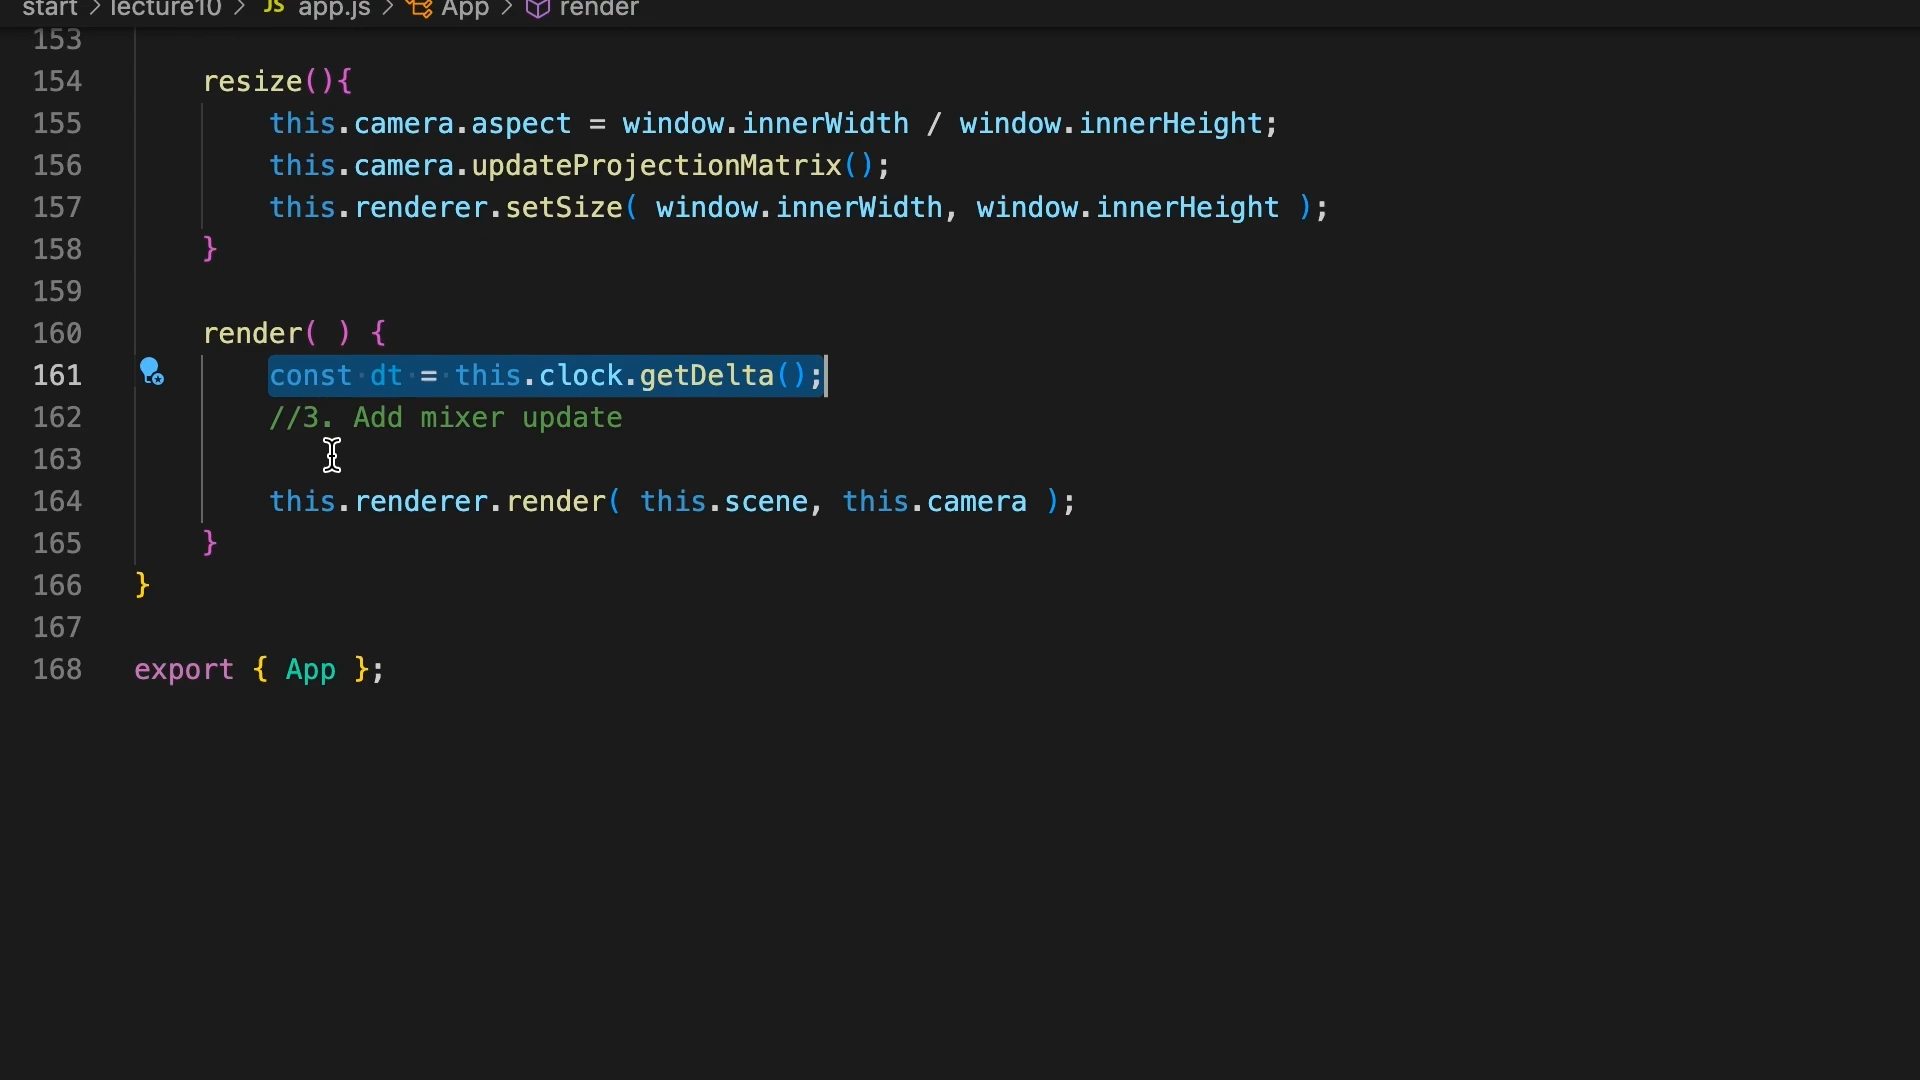 start > lecture10 > JS app.js > App > render
153
154 resize(){
155 this.camera.aspect = window.innerWidth / window.innerHeight;
156 this.camera.updateProjectionMatrix();
157 this.renderer.setSize( window.innerWidth, window.innerHeight );
158 }
159
160 render( ) {
161 const dt = this.clock.getDelta();
162 //3. Add mixer update
163
164 this.renderer.render( this.scene, this.camera );
165 }
166 }
167
168 export { App };